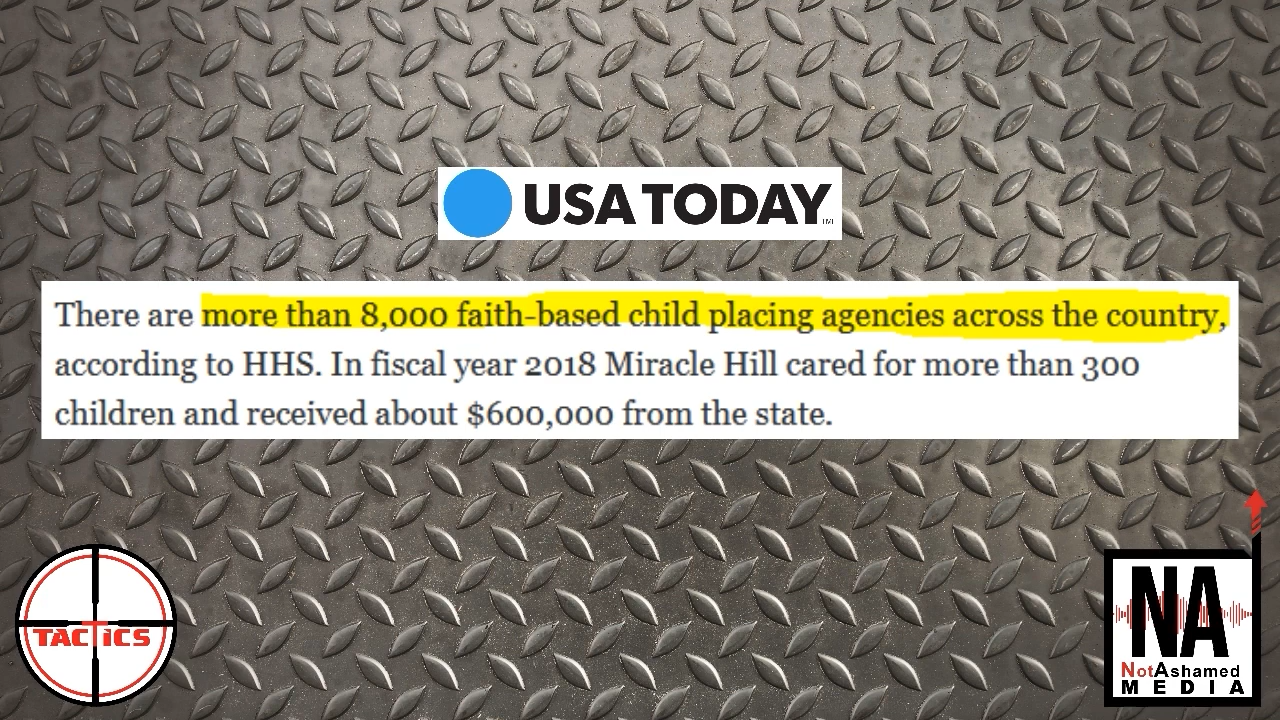 USA TODAY
TM
There are more than 8,000 faith-based child placing agencies across the country,
according to HHS. In fiscal year 2018 Miracle Hill cared for more than 300
children and received about $600,000 from the state.
TACTICS
NA
NotAshamed
MEDIA